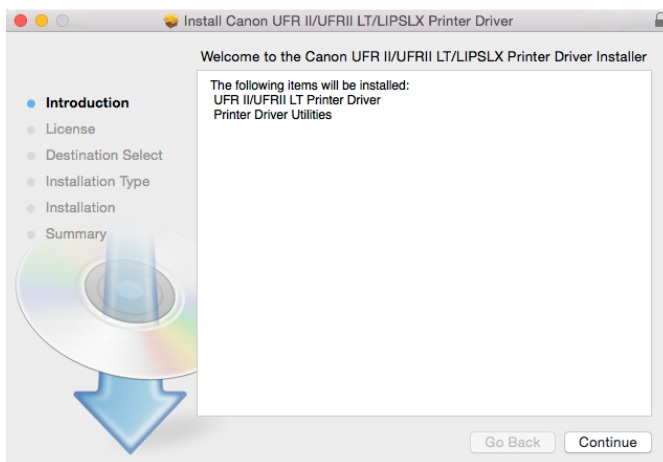 Install Canon UFR II/UFRII LT/LIPSLX Printer Driver
Welcome to the Canon UFR II/UFRII LT/LIPSLX Printer Driver Installer
Introduction
License
Destination Select
Installation Type
Installation
Summary
The following items will be installed:
UFR II/UFRII LT Printer Driver
Printer Driver Utilities
Go Back
Continue